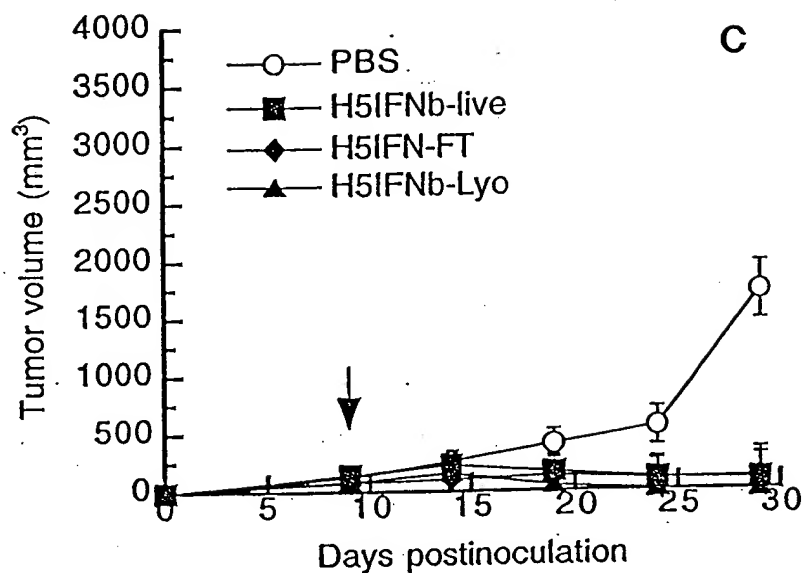 C
4000
3500
3000
2500
2000
1500
1000
500
0
Tumor volume (mm³)
PBS
H5IFNb-live
H5IFN-FT
H5IFNb-Lyo
0 5 10 15 20 25 30
Days postinoculation